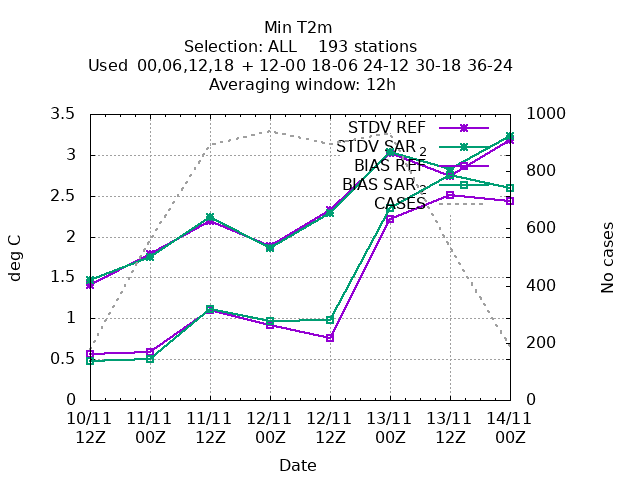 Min T2m
Selection: ALL    193 stations
Used  00,06,12,18  + 12-00 18-06 24-12 30-18 36-24
Averaging window: 12h
3.5
3
2.5
2
1.5
1
0.5
0
deg C
1000
800
600
400
200
0
No cases
STDV REF
STDV SAR 2
BIAS REF
BIAS SAR 2
CASES
10/11 11/11 11/11 12/11 12/11 13/11 13/11 14/11
12Z 00Z 12Z 00Z 12Z 00Z 12Z 00Z
Date